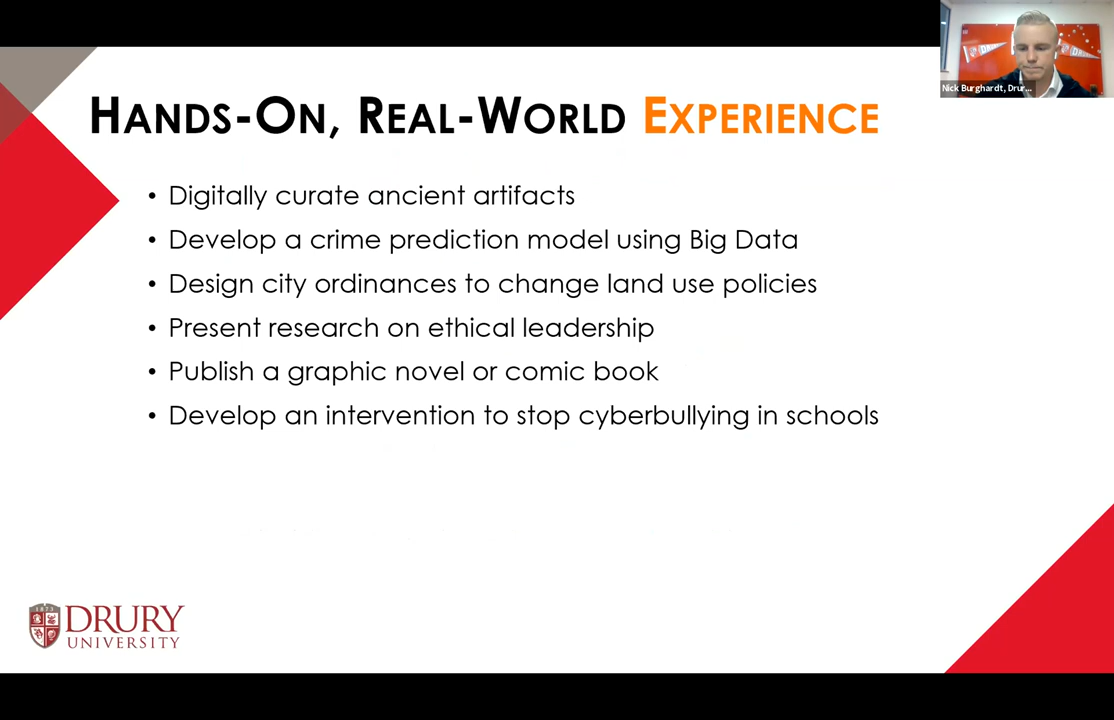 Nick Burghardt, Drur...
HANDS-ON, REAL-WORLD EXPERIENCE
• Digitally curate ancient artifacts
• Develop a crime prediction model using Big Data
• Design city ordinances to change land use policies
• Present research on ethical leadership
• Publish a graphic novel or comic book
• Develop an intervention to stop cyberbullying in schools
1873
DRURY
UNIVERSITY